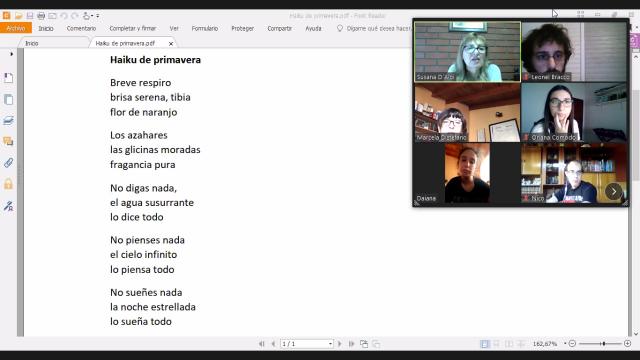 Haiku de primavera.pdf - Foxit Reader
Archivo
Inicio
Comentario
Completar y firmar
Ver
Formulario
Proteger
Compartir
Ayuda
Dígame qué desea hacer
Inicio
Haiku de primavera.pdf
Haiku de primavera
Breve respiro
brisa serena, tibia
flor de naranjo
Los azahares
las glicinas moradas
fragancia pura
No digas nada,
el agua susurrante
lo dice todo
No pienses nada
el cielo infinito
lo piensa todo
No sueñes nada
la noche estrellada
lo sueña todo
Leonel Bracco
Marcela Distefano
Oriana Comodo
Daiana
Nico
1 / 1
162,67%